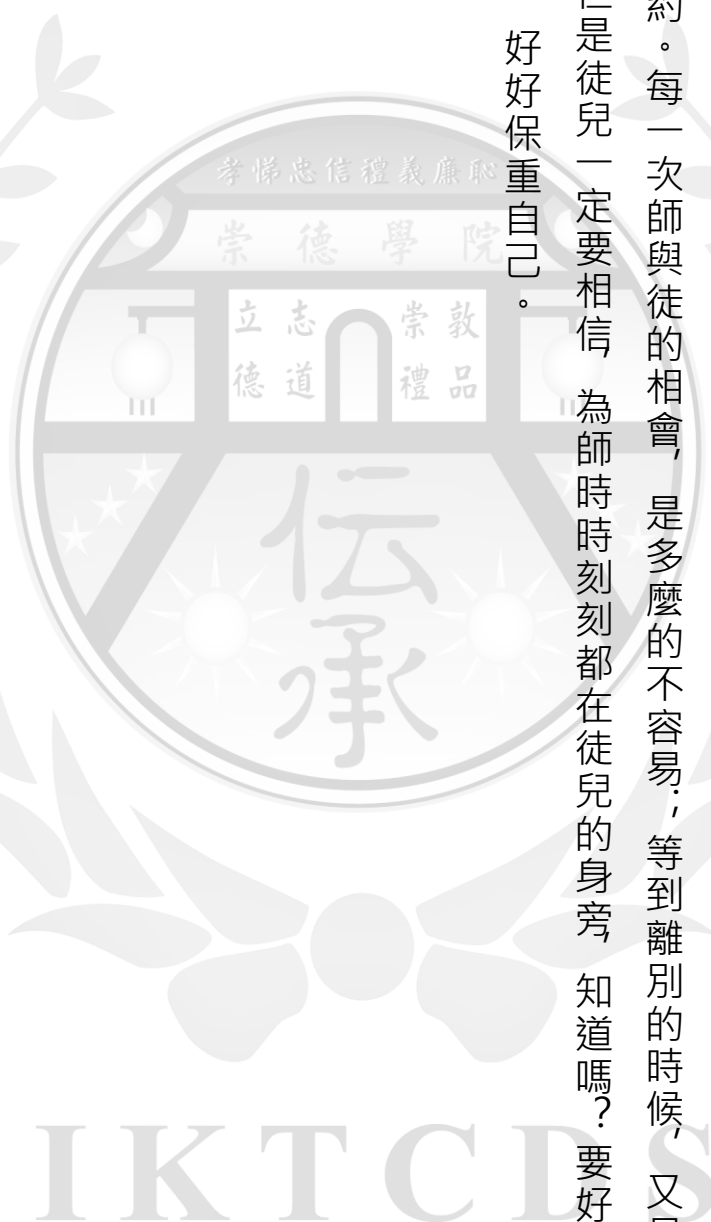 約。每一次師與徒的相會，是多麼的不容易；等到離別的時候，又
是徒兒一定要相信，為師時時刻刻都在徒兒的身旁，知道嗎？要好
好好保重自己。
孝悌忠信禮義廉恥
崇德學院
立志 崇敦
德道 禮品
伝承
IKTCDS